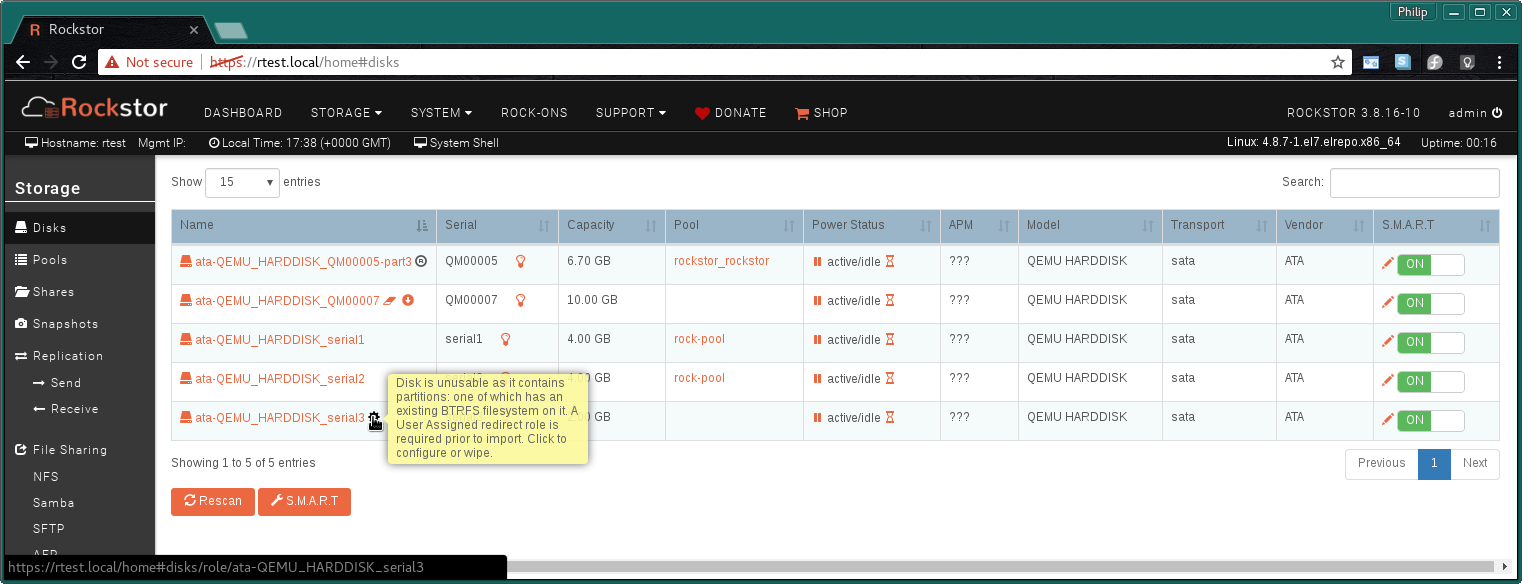 Philip
Rockstor
Not secure https://rtest.local/home#disks
Rockstor DASHBOARD STORAGE SYSTEM ROCK-ONS SUPPORT DONATE SHOP ROCKSTOR 3.8.16-10 admin
Hostname: rtest Mgmt IP: Local Time: 17:38 (+0000 GMT) System Shell Linux: 4.8.7-1.el7.elrepo.x86_64 Uptime: 00:16
Storage
Disks
Pools
Shares
Snapshots
Replication
Send
Receive
File Sharing
NFS
Samba
SFTP
AFP
Show 15 entries Search:
Name Serial Capacity Pool Power Status APM Model Transport Vendor S.M.A.R.T
ata-QEMU_HARDDISK_QM00005-part3 QM00005 6.70 GB rockstor_rockstor active/idle ??? QEMU HARDDISK sata ATA ON
ata-QEMU_HARDDISK_QM00007 QM00007 10.00 GB active/idle ??? QEMU HARDDISK sata ATA ON
ata-QEMU_HARDDISK_serial1 serial1 4.00 GB rock-pool active/idle ??? QEMU HARDDISK sata ATA ON
ata-QEMU_HARDDISK_serial2 serial2 4.00 GB rock-pool active/idle ??? QEMU HARDDISK sata ATA ON
ata-QEMU_HARDDISK_serial3 GB active/idle ??? QEMU HARDDISK sata ATA ON
Disk is unusable as it contains
partitions: one of which has an
existing BTRFS filesystem on it. A
User Assigned redirect role is
required prior to import. Click to
configure or wipe.
Showing 1 to 5 of 5 entries Previous 1 Next
Rescan S.M.A.R.T
https://rtest.local/home#disks/role/ata-QEMU_HARDDISK_serial3